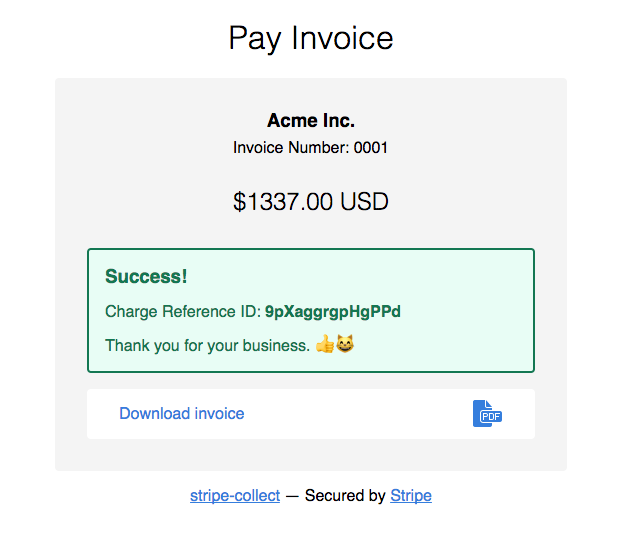 Pay Invoice
Acme Inc.
Invoice Number: 0001
$1337.00 USD
Success!
Charge Reference ID: 9pXaggrgpHgPPd
Thank you for your business. 👍😸
Download invoice
PDF
stripe-collect — Secured by Stripe